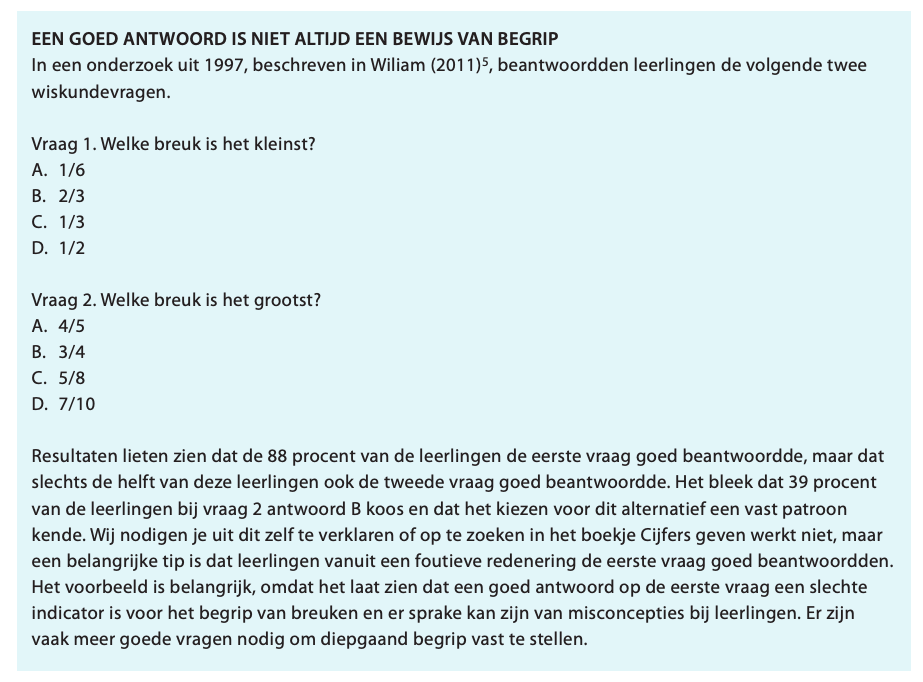 EEN GOED ANTWOORD IS NIET ALTIJD EEN BEWIJS VAN BEGRIP
In een onderzoek uit 1997, beschreven in Wiliam (2011)⁵, beantwoordden leerlingen de volgende twee
wiskundevragen.
Vraag 1. Welke breuk is het kleinst?
A. 1/6
B. 2/3
C. 1/3
D. 1/2
Vraag 2. Welke breuk is het grootst?
A. 4/5
B. 3/4
C. 5/8
D. 7/10
Resultaten lieten zien dat de 88 procent van de leerlingen de eerste vraag goed beantwoordde, maar dat
slechts de helft van deze leerlingen ook de tweede vraag goed beantwoordde. Het bleek dat 39 procent
van de leerlingen bij vraag 2 antwoord B koos en dat het kiezen voor dit alternatief een vast patroon
kende. Wij nodigen je uit dit zelf te verklaren of op te zoeken in het boekje Cijfers geven werkt niet, maar
een belangrijke tip is dat leerlingen vanuit een foutieve redenering de eerste vraag goed beantwoordden.
Het voorbeeld is belangrijk, omdat het laat zien dat een goed antwoord op de eerste vraag een slechte
indicator is voor het begrip van breuken en er sprake kan zijn van misconcepties bij leerlingen. Er zijn
vaak meer goede vragen nodig om diepgaand begrip vast te stellen.